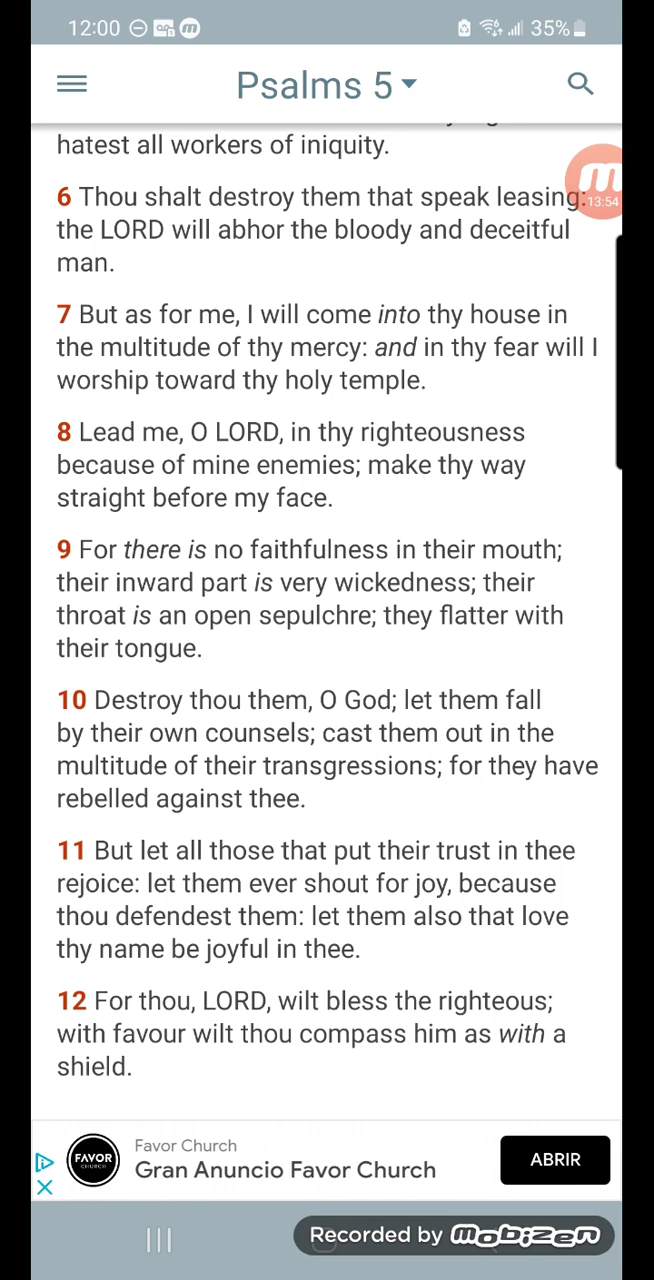 12:00 35%
Psalms 5
hatest all workers of iniquity.
6 Thou shalt destroy them that speak leasing:
13:54
the LORD will abhor the bloody and deceitful
man.
7 But as for me, I will come into thy house in
the multitude of thy mercy: and in thy fear will I
worship toward thy holy temple.
8 Lead me, O LORD, in thy righteousness
because of mine enemies; make thy way
straight before my face.
9 For there is no faithfulness in their mouth;
their inward part is very wickedness; their
throat is an open sepulchre; they flatter with
their tongue.
10 Destroy thou them, O God; let them fall
by their own counsels; cast them out in the
multitude of their transgressions; for they have
rebelled against thee.
11 But let all those that put their trust in thee
rejoice: let them ever shout for joy, because
thou defendest them: let them also that love
thy name be joyful in thee.
12 For thou, LORD, wilt bless the righteous;
with favour wilt thou compass him as with a
shield.
FAVOR
CHURCH
Favor Church
Gran Anuncio Favor Church
ABRIR
Recorded by mobizen